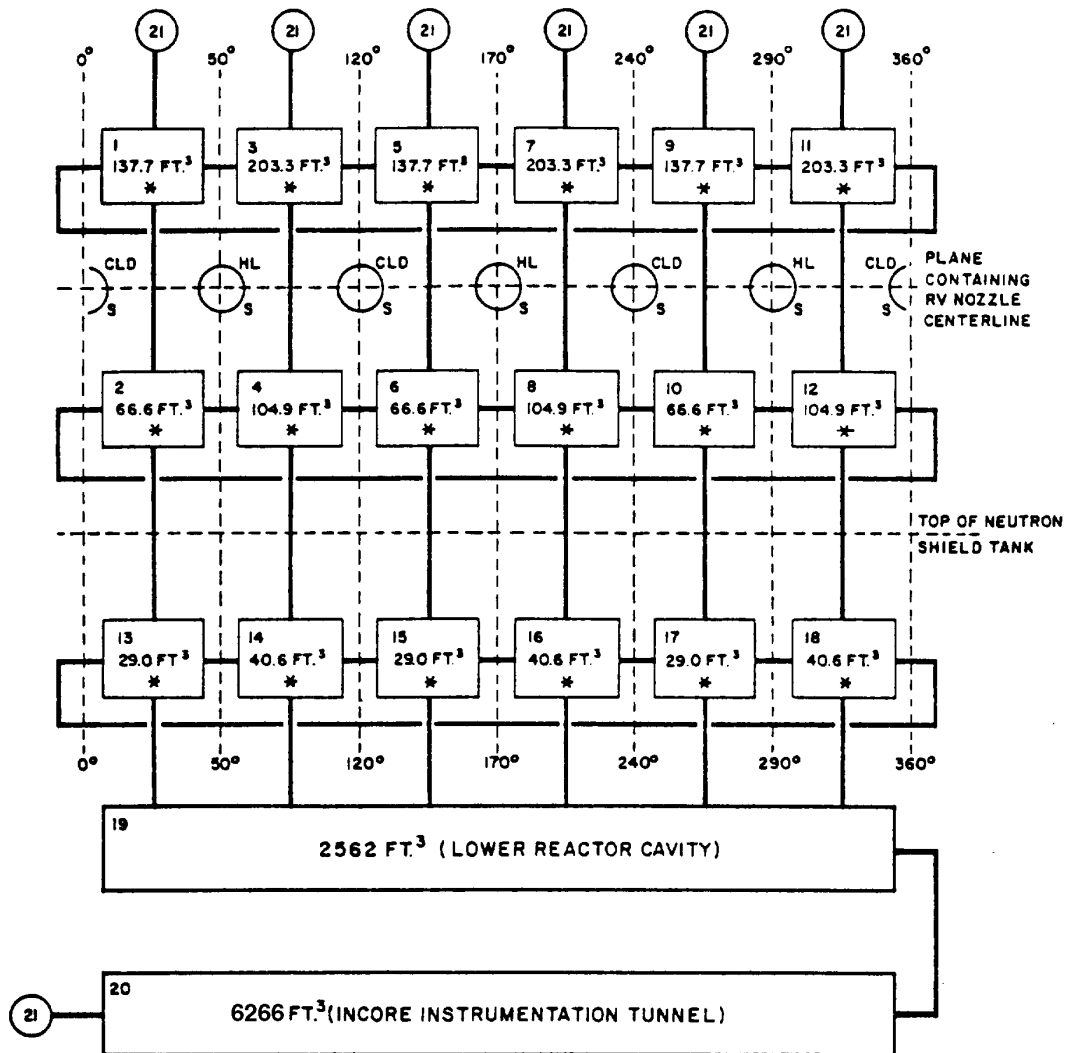 21 21 21 21 21 21
0° 50° 120° 170° 240° 290° 360°
1 3 5 7 9 11
137.7 FT.³ 203.3 FT.³ 137.7 FT.³ 203.3 FT.³ 137.7 FT.³ 203.3 FT.³
* * * * * *
CLD HL CLD HL CLD HL CLD
S S S S S S S
PLANE
CONTAINING
RV NOZZLE
CENTERLINE
2 4 6 8 10 12
66.6 FT.³ 104.9 FT.³ 66.6 FT.³ 104.9 FT.³ 66.6 FT.³ 104.9 FT.³
* * * * * *
TOP OF NEUTRON
SHIELD TANK
13 14 15 16 17 18
29.0 FT.³ 40.6 FT.³ 29.0 FT.³ 40.6 FT.³ 29.0 FT.³ 40.6 FT.³
* * * * * *
0° 50° 120° 170° 240° 290° 360°
19
2562 FT.³ (LOWER REACTOR CAVITY)
20
21
6266 FT.³ (INCORE INSTRUMENTATION TUNNEL)